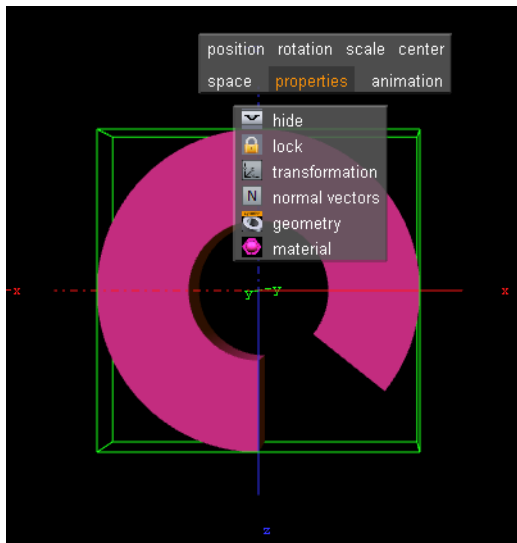 position rotation scale center
space properties animation
hide
lock
transformation
N normal vectors
geometry
material
-x y -y x
z